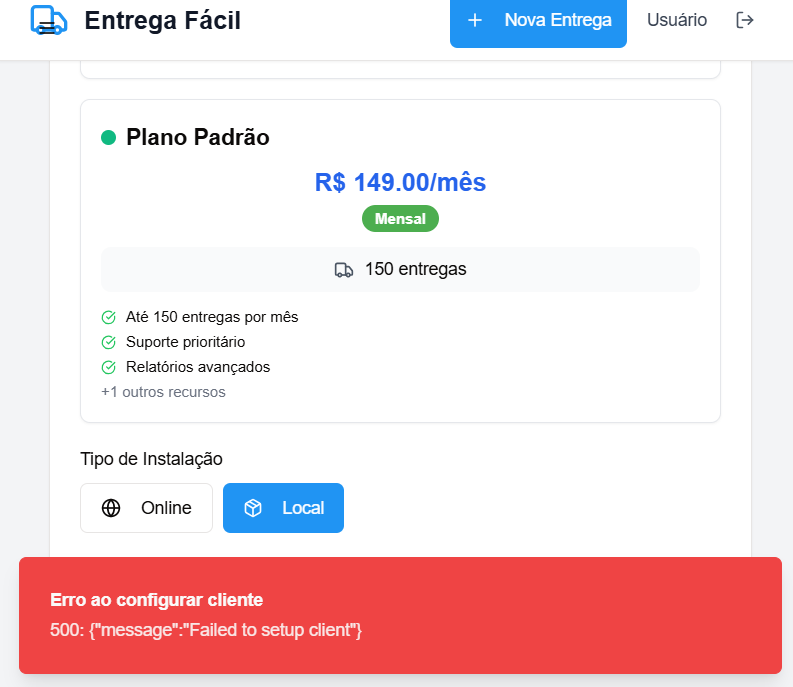 Entrega Fácil
Nova Entrega
Usuário
Plano Padrão
R$ 149.00/mês
Mensal
150 entregas
Até 150 entregas por mês
Suporte prioritário
Relatórios avançados
+1 outros recursos
Tipo de Instalação
Online
Local
Erro ao configurar cliente
500: {"message":"Failed to setup client"}